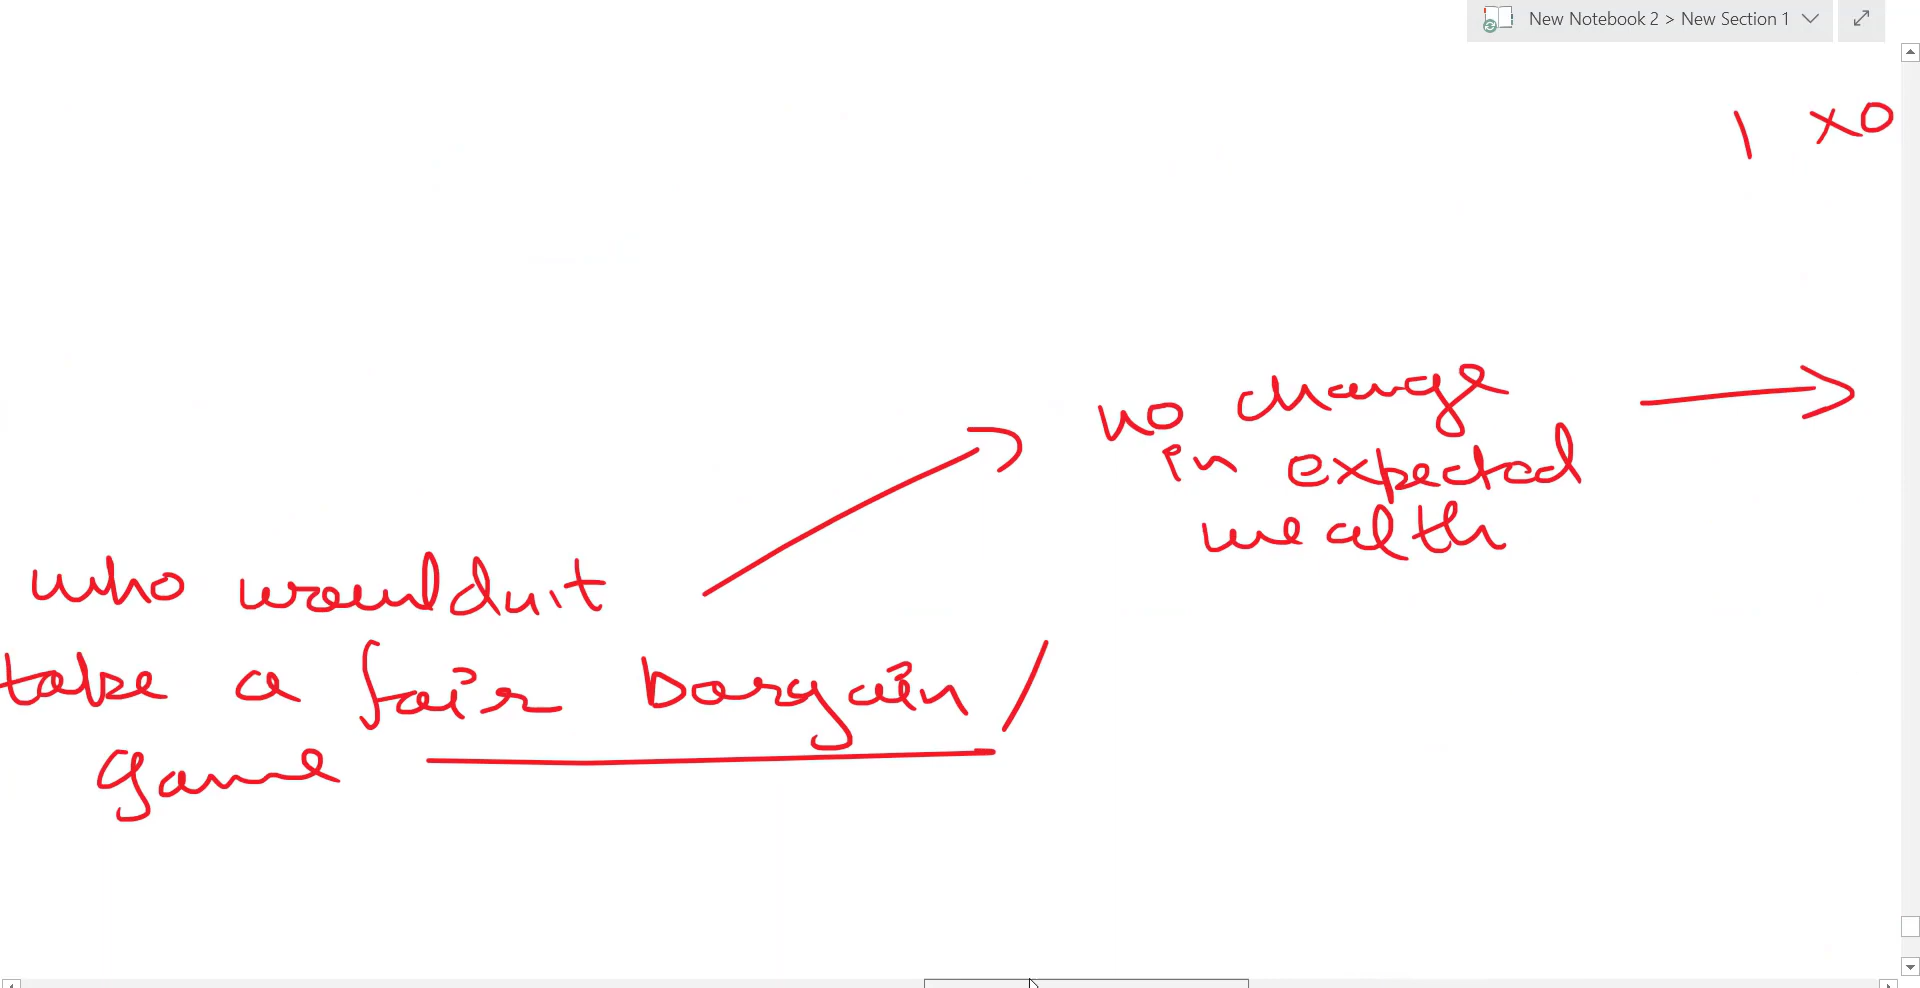 New Notebook 2 > New Section 1
1 x0
no change
in expected
wealth
who wouldn't
take a fair bargain /
game